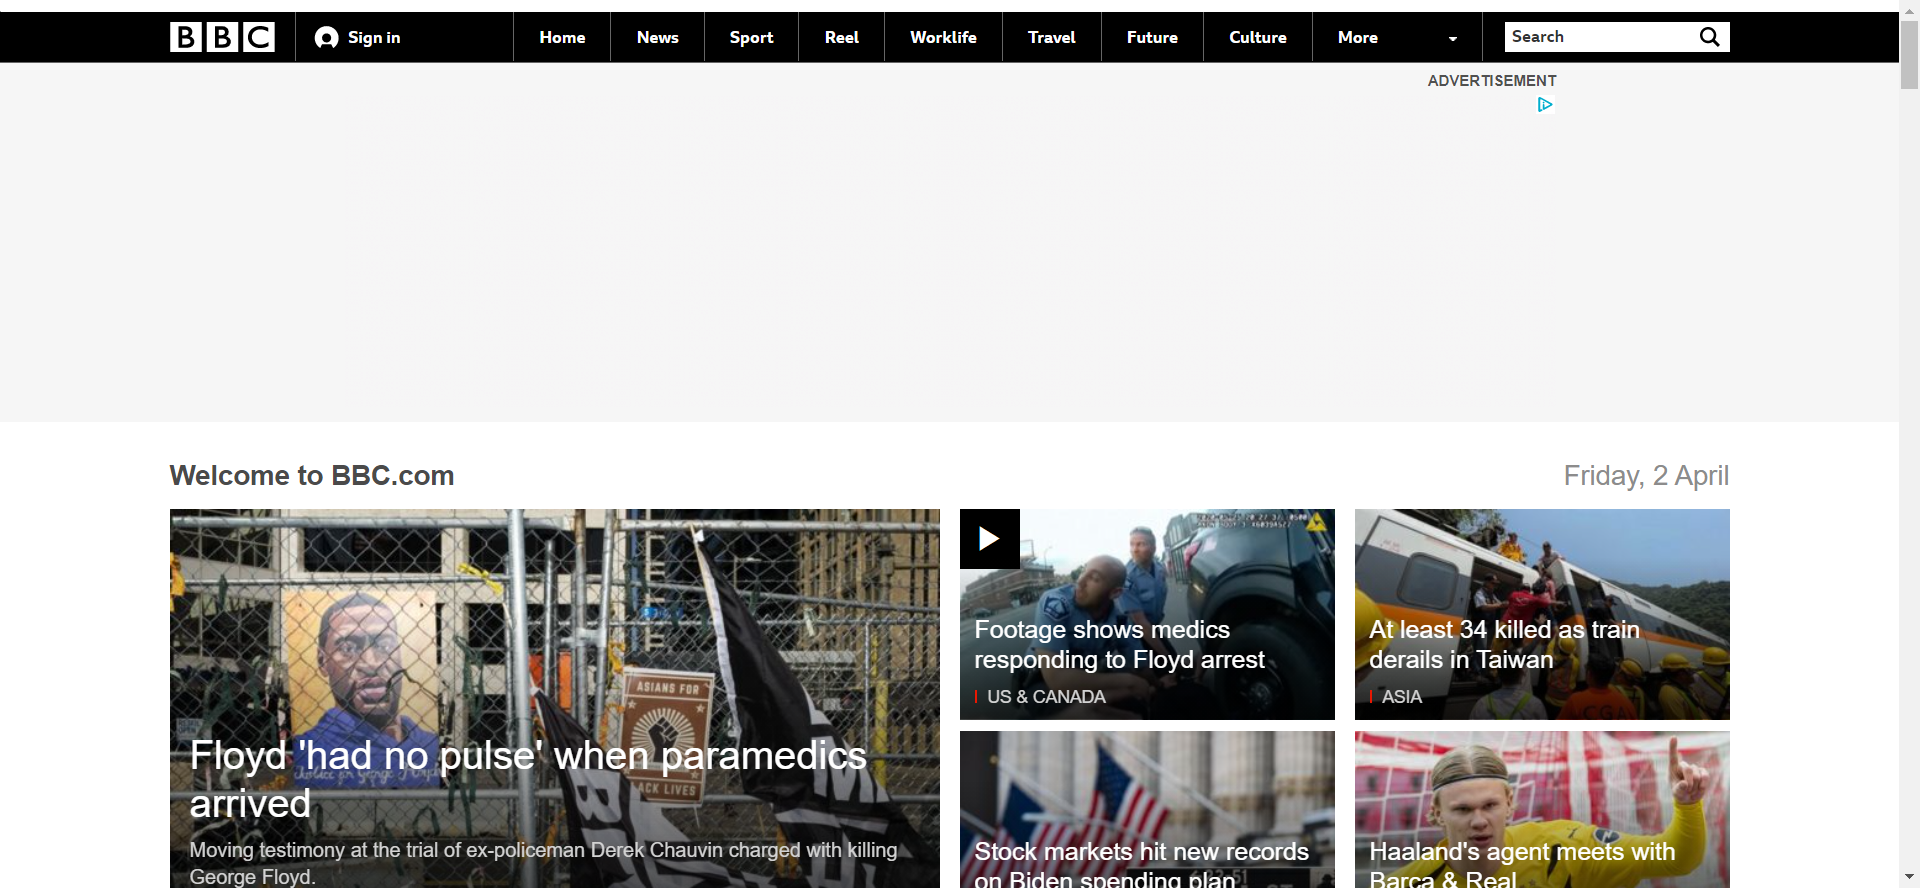 BBC
Sign in
Home
News
Sport
Reel
Worklife
Travel
Future
Culture
More
Search
ADVERTISEMENT
Welcome to BBC.com
Friday, 2 April
ASIANS FOR
LACK LIVES
Floyd 'had no pulse' when paramedics
arrived
Moving testimony at the trial of ex-policeman Derek Chauvin charged with killing
George Floyd.
Footage shows medics
responding to Floyd arrest
US & CANADA
At least 34 killed as train
derails in Taiwan
ASIA
Stock markets hit new records
on Biden spending plan
Haaland's agent meets with
Barca & Real